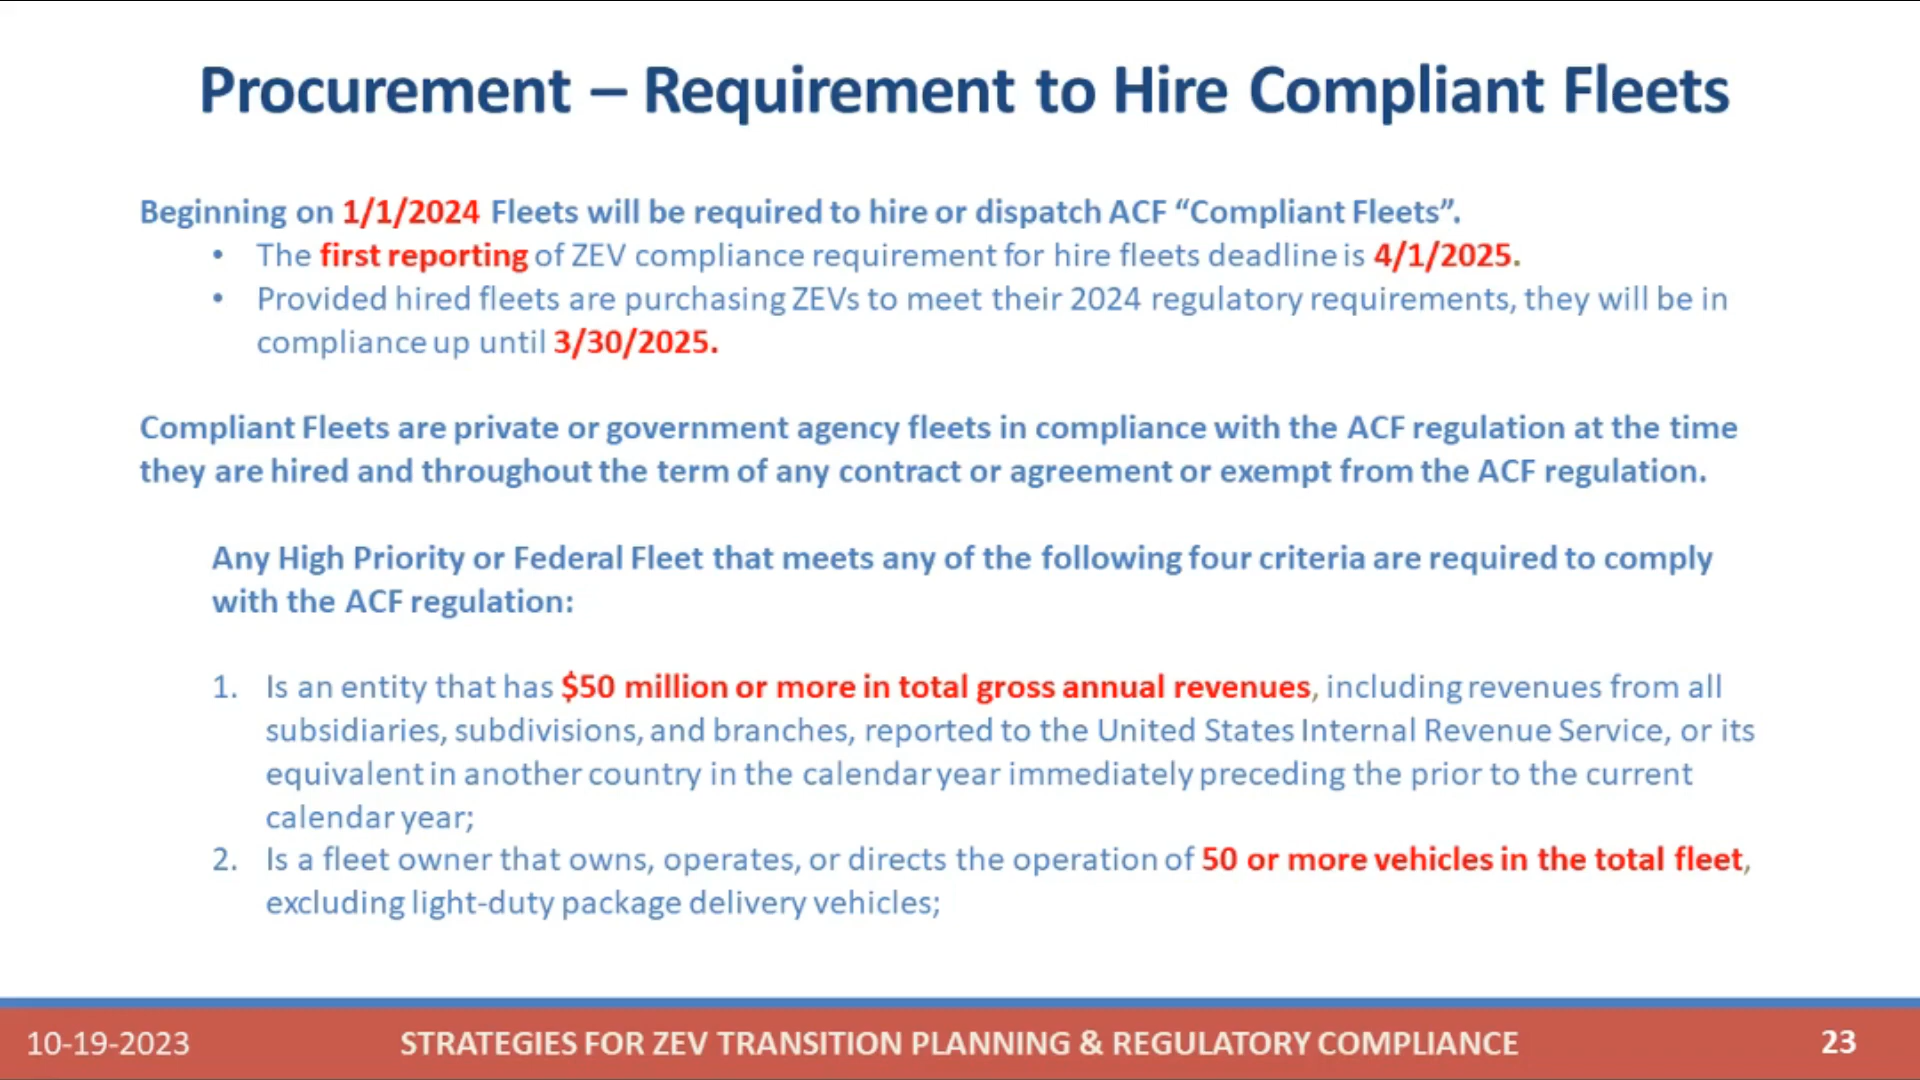 Procurement – Requirement to Hire Compliant Fleets
Beginning on 1/1/2024 Fleets will be required to hire or dispatch ACF “Compliant Fleets”.
• The first reporting of ZEV compliance requirement for hire fleets deadline is 4/1/2025.
• Provided hired fleets are purchasing ZEVs to meet their 2024 regulatory requirements, they will be in
compliance up until 3/30/2025.
Compliant Fleets are private or government agency fleets in compliance with the ACF regulation at the time
they are hired and throughout the term of any contract or agreement or exempt from the ACF regulation.
Any High Priority or Federal Fleet that meets any of the following four criteria are required to comply
with the ACF regulation:
1. Is an entity that has $50 million or more in total gross annual revenues, including revenues from all
subsidiaries, subdivisions, and branches, reported to the United States Internal Revenue Service, or its
equivalent in another country in the calendar year immediately preceding the prior to the current
calendar year;
2. Is a fleet owner that owns, operates, or directs the operation of 50 or more vehicles in the total fleet,
excluding light-duty package delivery vehicles;
10-19-2023
STRATEGIES FOR ZEV TRANSITION PLANNING & REGULATORY COMPLIANCE
23